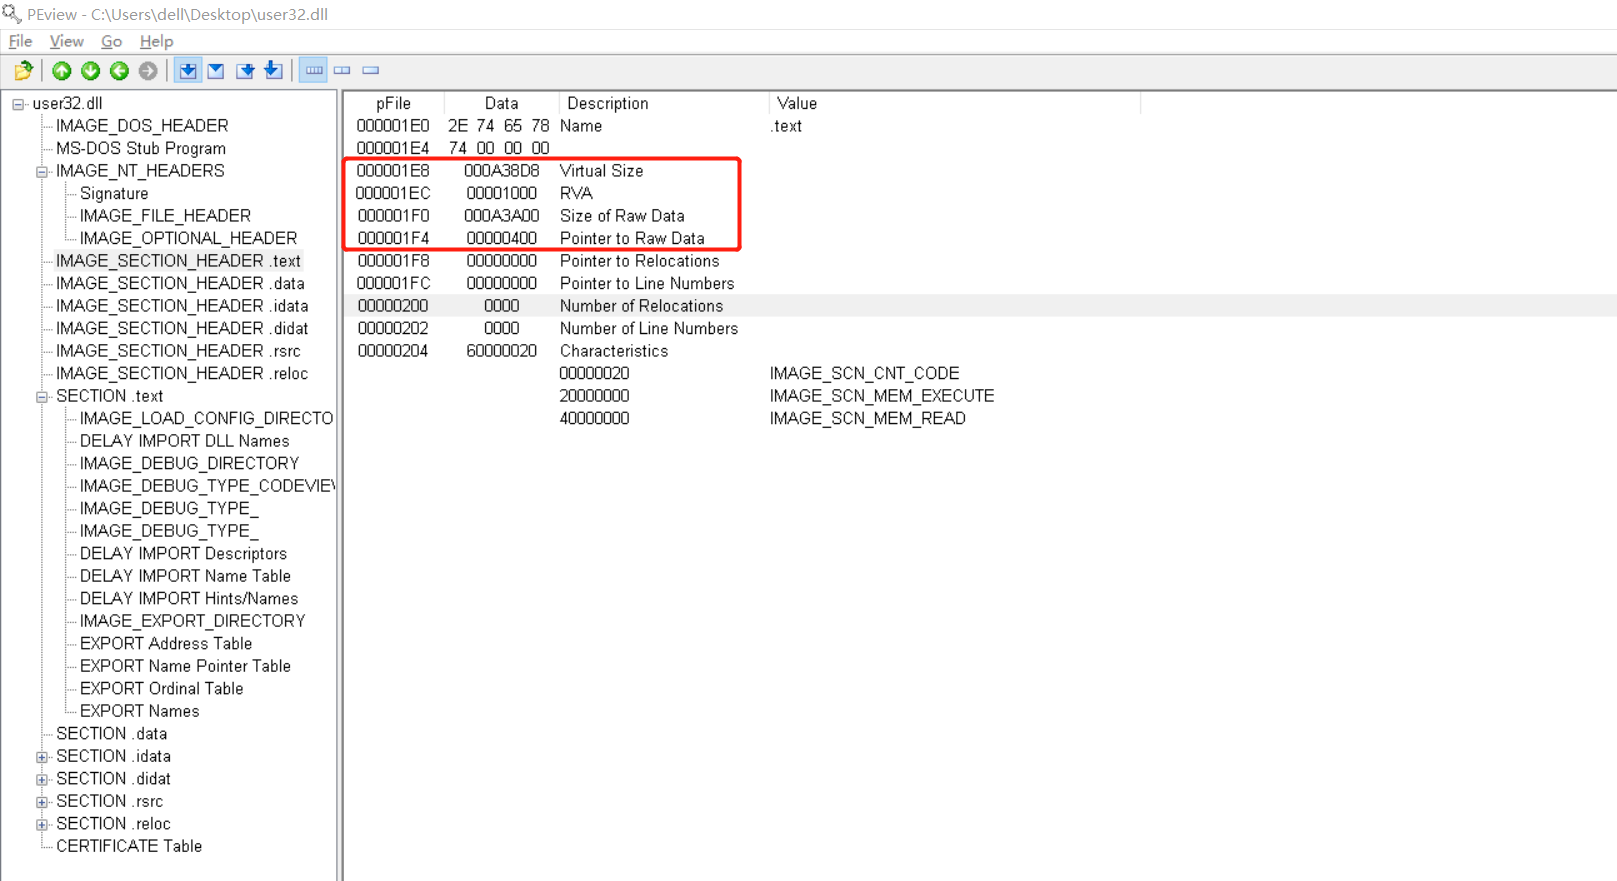 PEview - C:\Users\dell\Desktop\user32.dll
File View Go Help
user32.dll
IMAGE_DOS_HEADER
MS-DOS Stub Program
IMAGE_NT_HEADERS
Signature
IMAGE_FILE_HEADER
IMAGE_OPTIONAL_HEADER
IMAGE_SECTION_HEADER .text
IMAGE_SECTION_HEADER .data
IMAGE_SECTION_HEADER .idata
IMAGE_SECTION_HEADER .didat
IMAGE_SECTION_HEADER .rsrc
IMAGE_SECTION_HEADER .reloc
SECTION .text
IMAGE_LOAD_CONFIG_DIRECTO
DELAY IMPORT DLL Names
IMAGE_DEBUG_DIRECTORY
IMAGE_DEBUG_TYPE_CODEVIEW
IMAGE_DEBUG_TYPE_
IMAGE_DEBUG_TYPE_
DELAY IMPORT Descriptors
DELAY IMPORT Name Table
DELAY IMPORT Hints/Names
IMAGE_EXPORT_DIRECTORY
EXPORT Address Table
EXPORT Name Pointer Table
EXPORT Ordinal Table
EXPORT Names
SECTION .data
SECTION .idata
SECTION .didat
SECTION .rsrc
SECTION .reloc
CERTIFICATE Table
pFile Data Description Value
000001E0 2E 74 65 78 Name .text
000001E4 74 00 00 00
000001E8 000A38D8 Virtual Size
000001EC 00001000 RVA
000001F0 000A3A00 Size of Raw Data
000001F4 00000400 Pointer to Raw Data
000001F8 00000000 Pointer to Relocations
000001FC 00000000 Pointer to Line Numbers
00000200 0000 Number of Relocations
00000202 0000 Number of Line Numbers
00000204 60000020 Characteristics
00000020 IMAGE_SCN_CNT_CODE
20000000 IMAGE_SCN_MEM_EXECUTE
40000000 IMAGE_SCN_MEM_READ